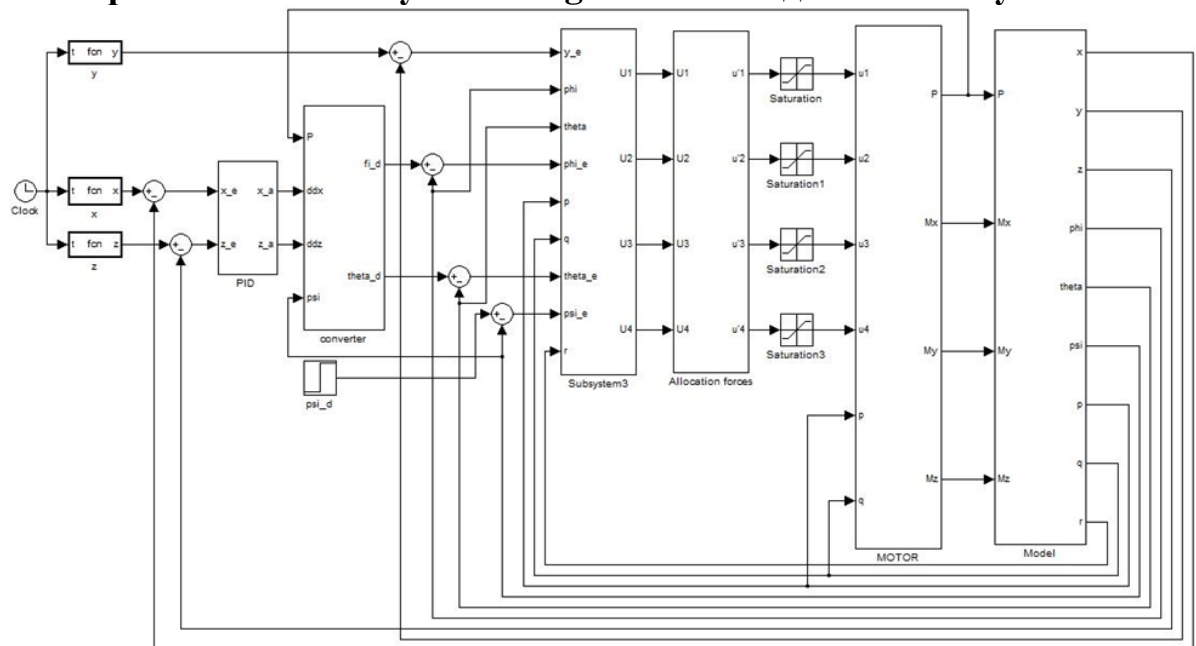 t fcn y
y
Clock
t fcn x
x
t fcn z
z
x_e x_a
z_e z_a
PID
P
fi_d
ddx
ddz
theta_d
psi
converter
psi_d
y_e
U1
phi
theta
U2
phi_e
p
q
U3
theta_e
psi_e
U4
r
Subsystem3
U1 u'1
U2 u'2
U3 u'3
U4 u'4
Allocation forces
Saturation
Saturation1
Saturation2
Saturation3
u1
P
u2
Mx
u3
u4
My
p
Mz
q
MOTOR
x
P
y
z
Mx
phi
theta
My
psi
p
q
Mz
r
Model